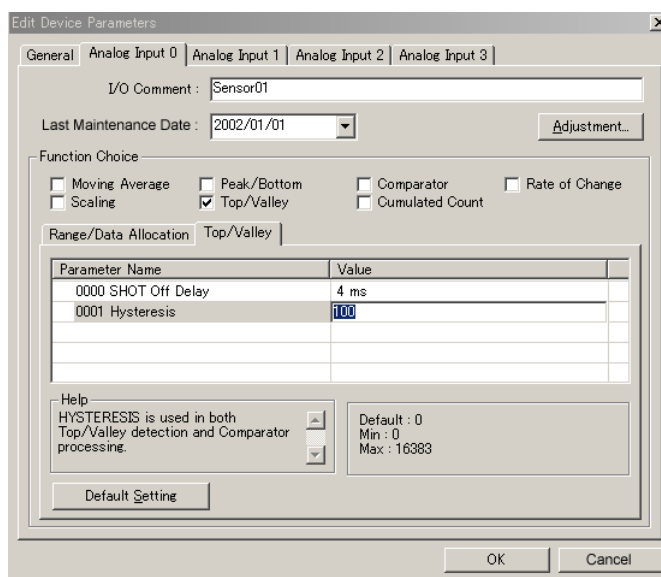 Edit Device Parameters
General Analog Input 0 Analog Input 1 Analog Input 2 Analog Input 3
I/O Comment : Sensor01
Last Maintenance Date : 2002/01/01
Adjustment...
Function Choice
Moving Average Peak/Bottom Comparator Rate of Change
Scaling Top/Valley Cumulated Count
Range/Data Allocation Top/Valley
Parameter Name Value
0000 SHOT Off Delay 4 ms
0001 Hysteresis 100
Help
HYSTERESIS is used in both
Top/Valley detection and Comparator
processing.
Default : 0
Min : 0
Max : 16383
Default Setting
OK Cancel